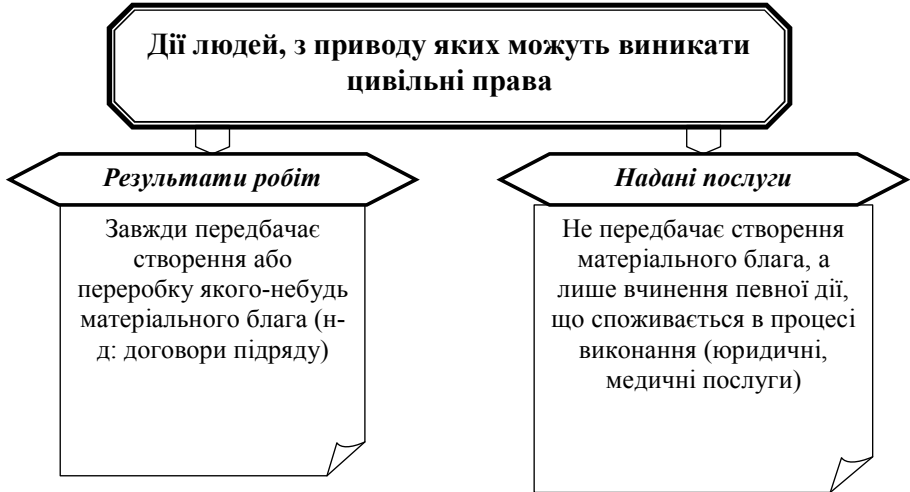 Дії людей, з приводу яких можуть виникати
цивільні права
Результати робіт
Завжди передбачає
створення або
переробку якого-небудь
матеріального блага (н-
д: договори підряду)
Надані послуги
Не передбачає створення
матеріального блага, а
лише вчинення певної дії,
що споживається в процесі
виконання (юридичні,
медичні послуги)